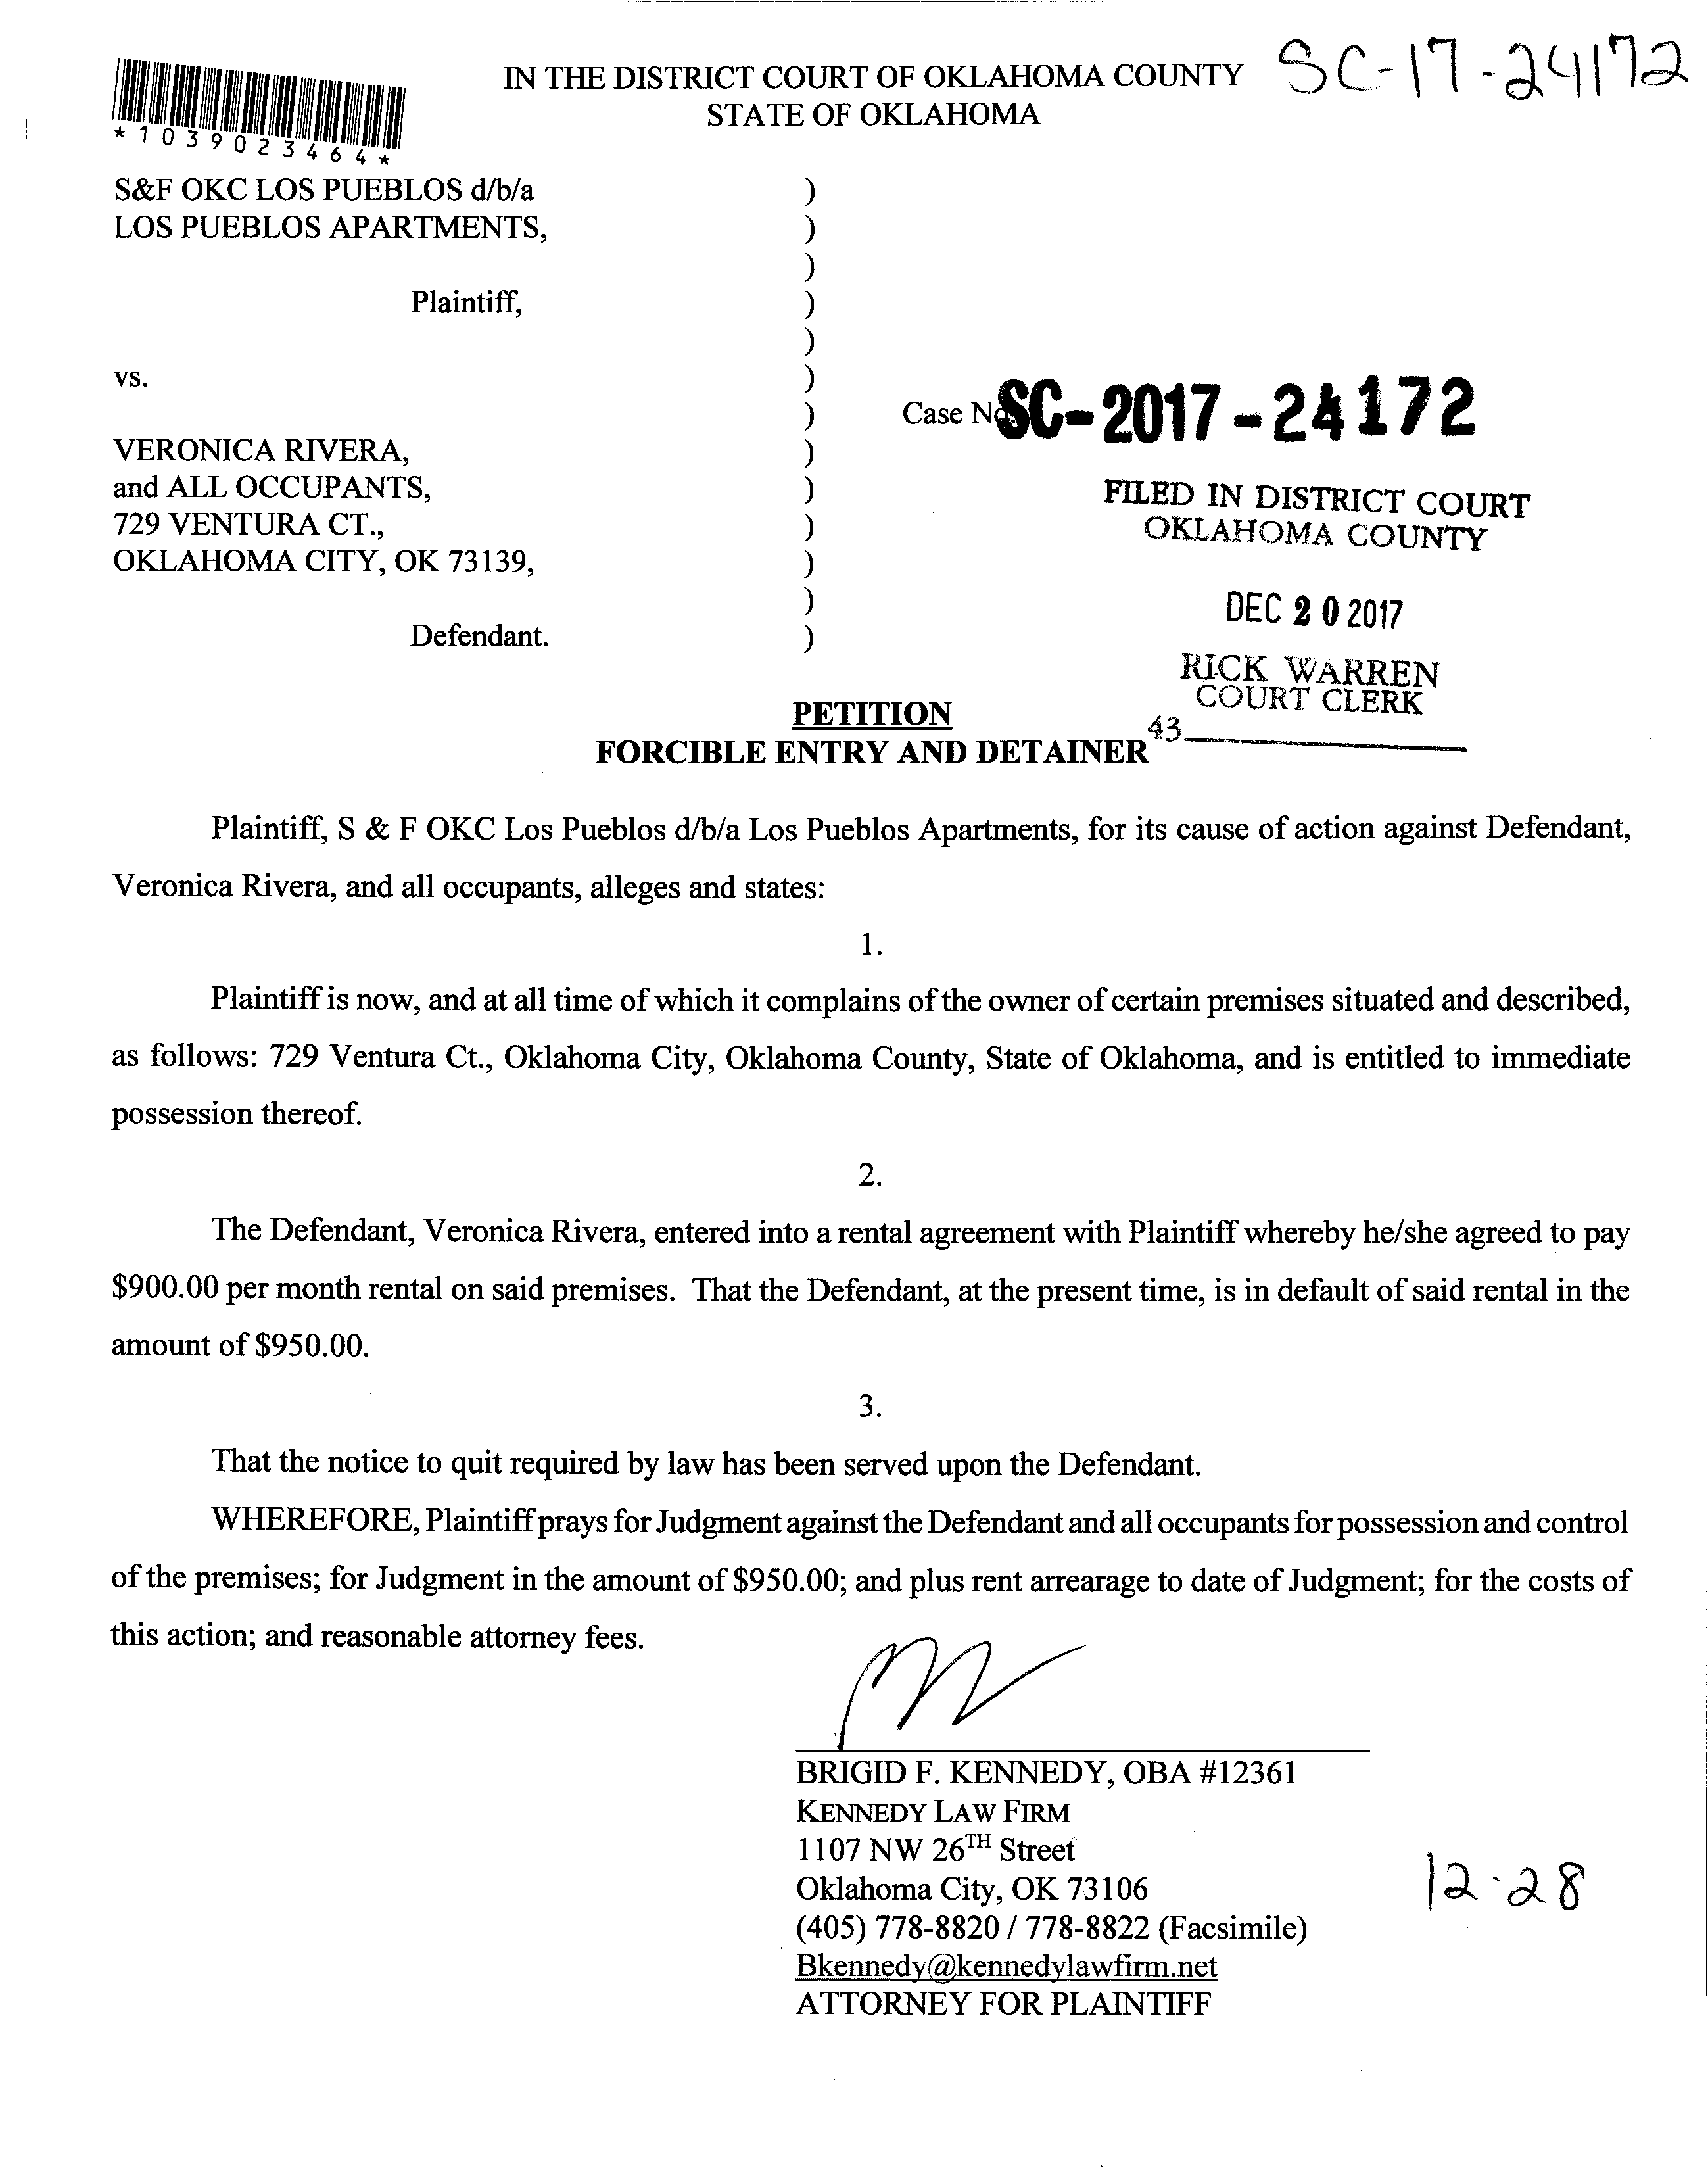 IN THE DISTRICT COURT OF OKLAHOMA COUNTY
STATE OF OKLAHOMA
SC-17-24172
*1039023464*
S&F OKC LOS PUEBLOS d/b/a )
LOS PUEBLOS APARTMENTS, )
)
Plaintiff, )
)
vs. )
)
VERONICA RIVERA, )
and ALL OCCUPANTS, )
729 VENTURA CT., )
OKLAHOMA CITY, OK 73139, )
)
Defendant. )
Case No. SC-2017-24172
FILED IN DISTRICT COURT
OKLAHOMA COUNTY
DEC 20 2017
RICK WARREN
COURT CLERK
43
PETITION
FORCIBLE ENTRY AND DETAINER
Plaintiff, S & F OKC Los Pueblos d/b/a Los Pueblos Apartments, for its cause of action against Defendant,
Veronica Rivera, and all occupants, alleges and states:
1.
Plaintiff is now, and at all time of which it complains of the owner of certain premises situated and described,
as follows: 729 Ventura Ct., Oklahoma City, Oklahoma County, State of Oklahoma, and is entitled to immediate
possession thereof.
2.
The Defendant, Veronica Rivera, entered into a rental agreement with Plaintiff whereby he/she agreed to pay
$900.00 per month rental on said premises. That the Defendant, at the present time, is in default of said rental in the
amount of $950.00.
3.
That the notice to quit required by law has been served upon the Defendant.
WHEREFORE, Plaintiff prays for Judgment against the Defendant and all occupants for possession and control
of the premises; for Judgment in the amount of $950.00; and plus rent arrearage to date of Judgment; for the costs of
this action; and reasonable attorney fees.
BRIGID F. KENNEDY, OBA #12361
KENNEDY LAW FIRM
1107 NW 26TH Street
Oklahoma City, OK 73106
(405) 778-8820 / 778-8822 (Facsimile)
Bkennedy@kennedylawfirm.net
ATTORNEY FOR PLAINTIFF
12-28